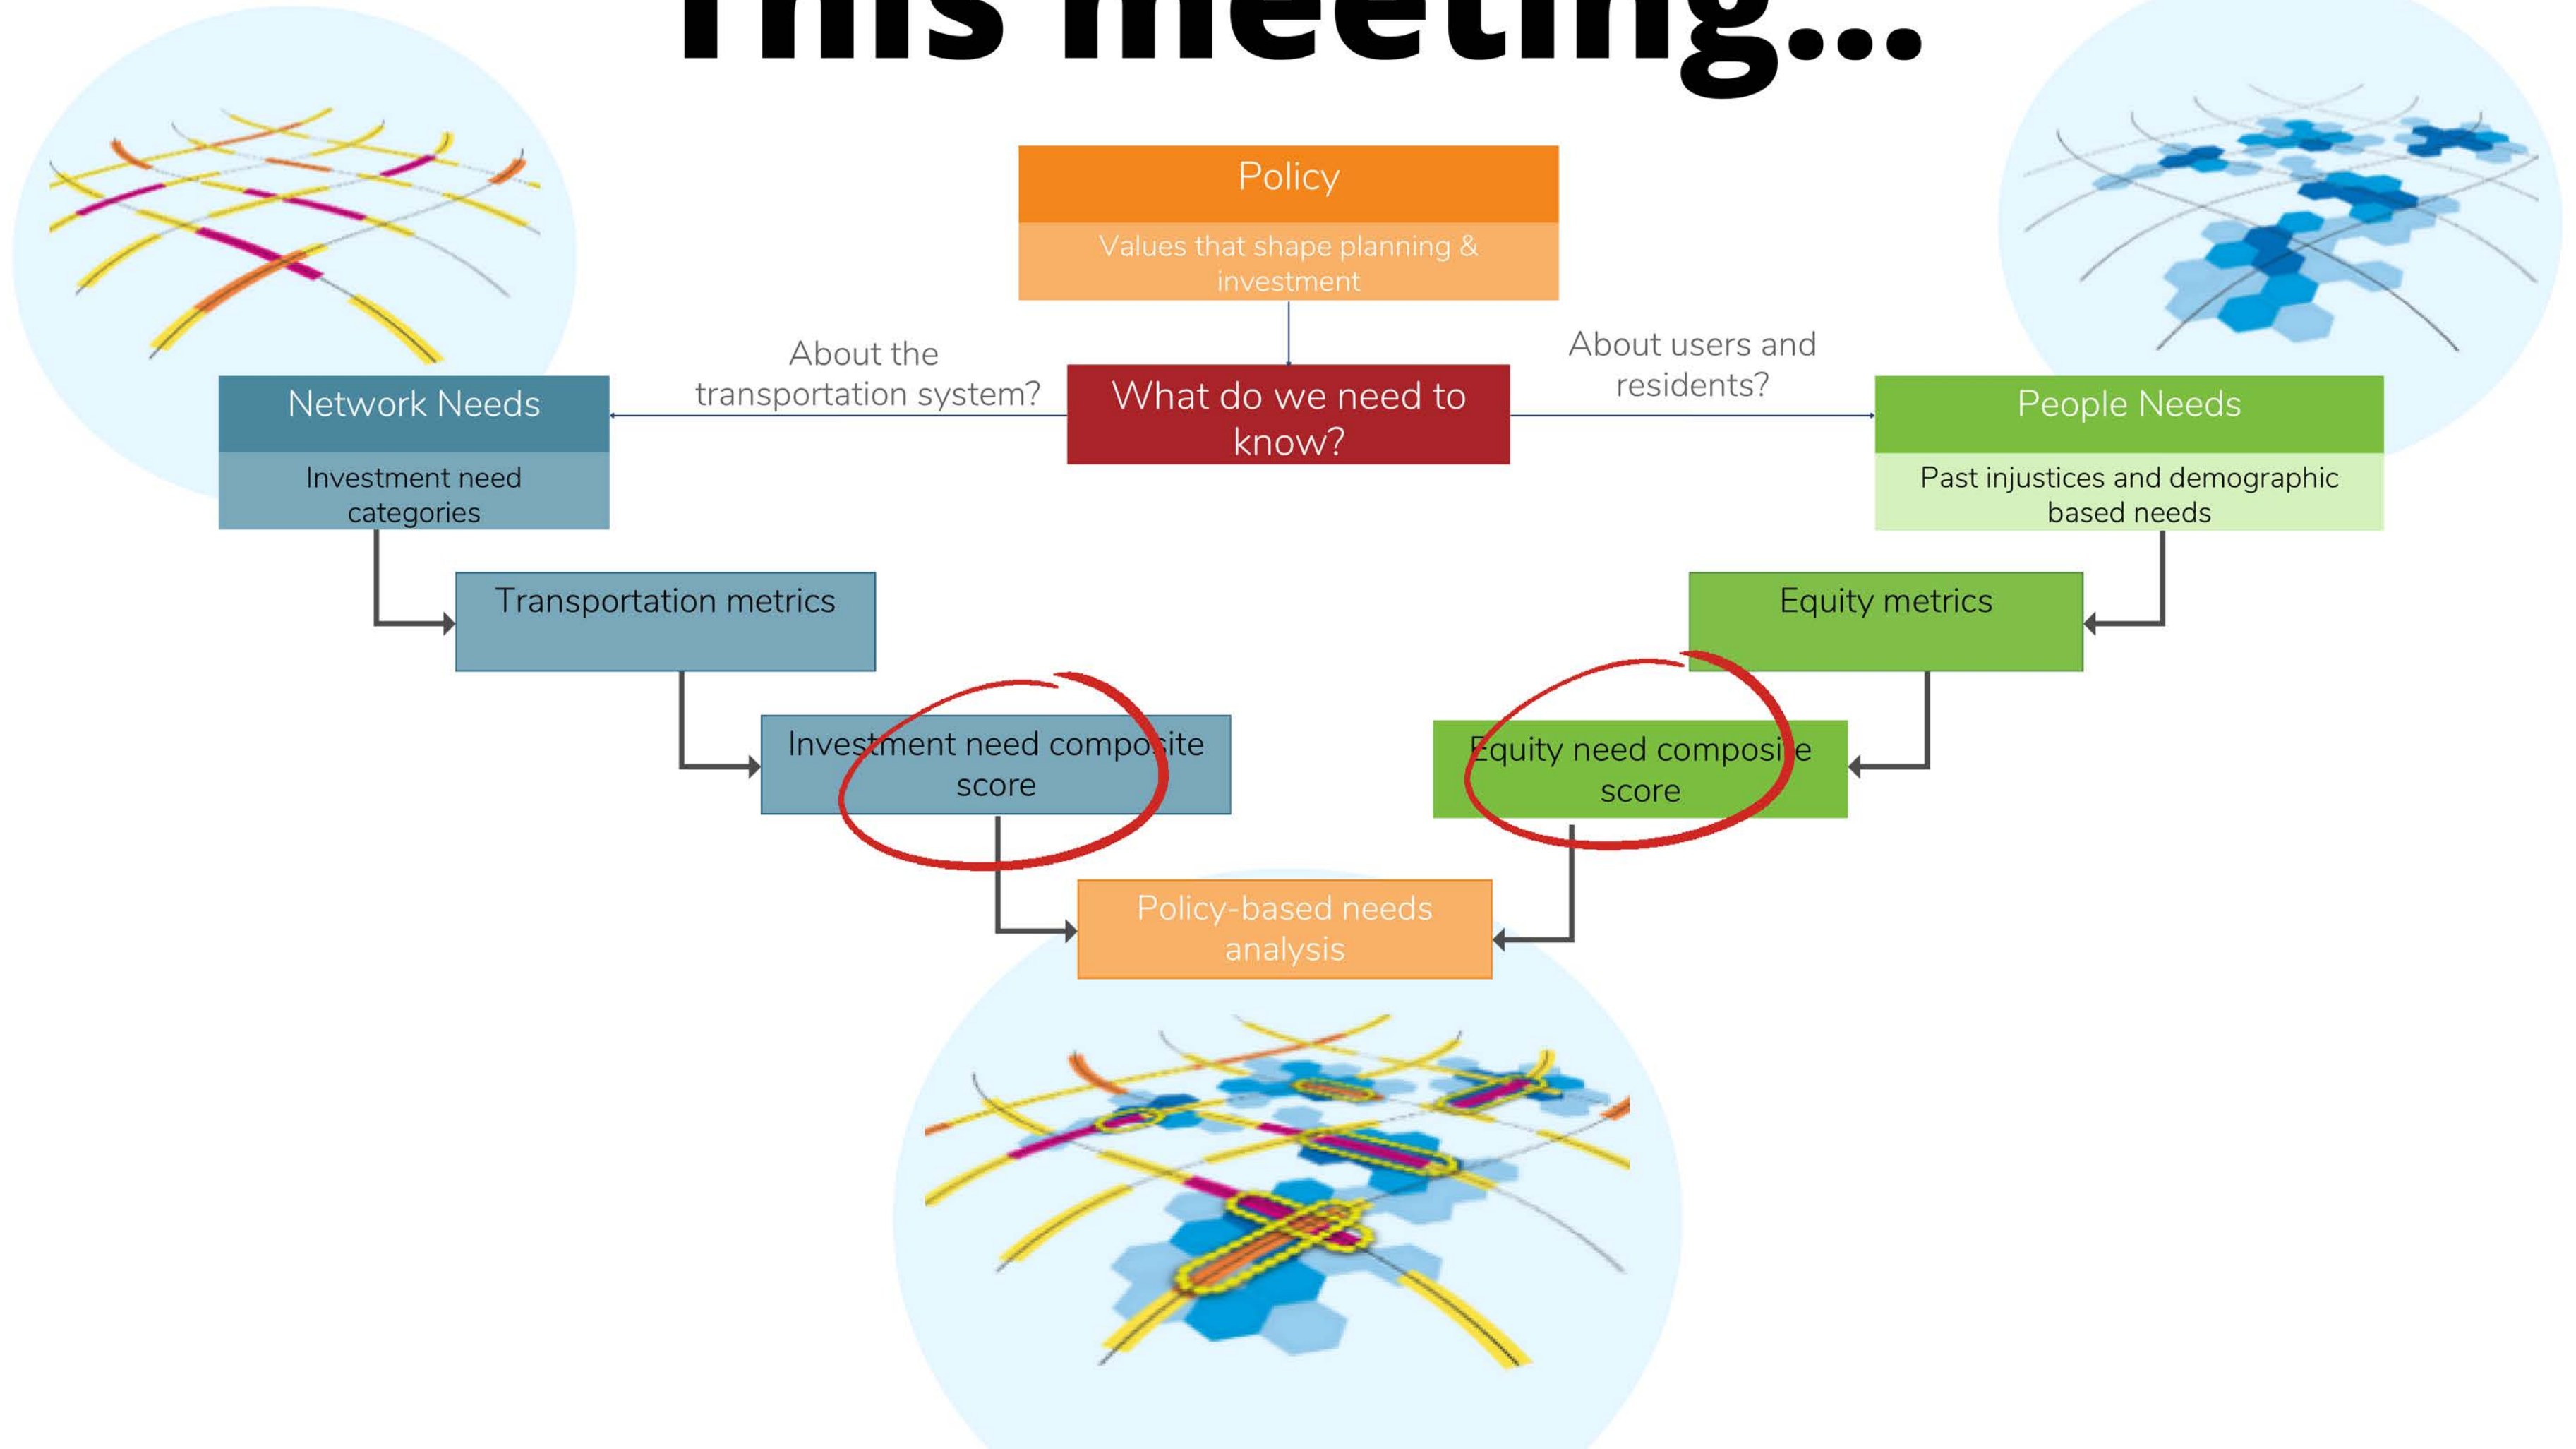 This meeting...
Policy
Values that shape planning &
investment
About the
transportation system?
What do we need to
know?
About users and
residents?
Network Needs
Investment need
categories
People Needs
Past injustices and demographic
based needs
Transportation metrics
Equity metrics
Investment need composite
score
Equity need composite
score
Policy-based needs
analysis